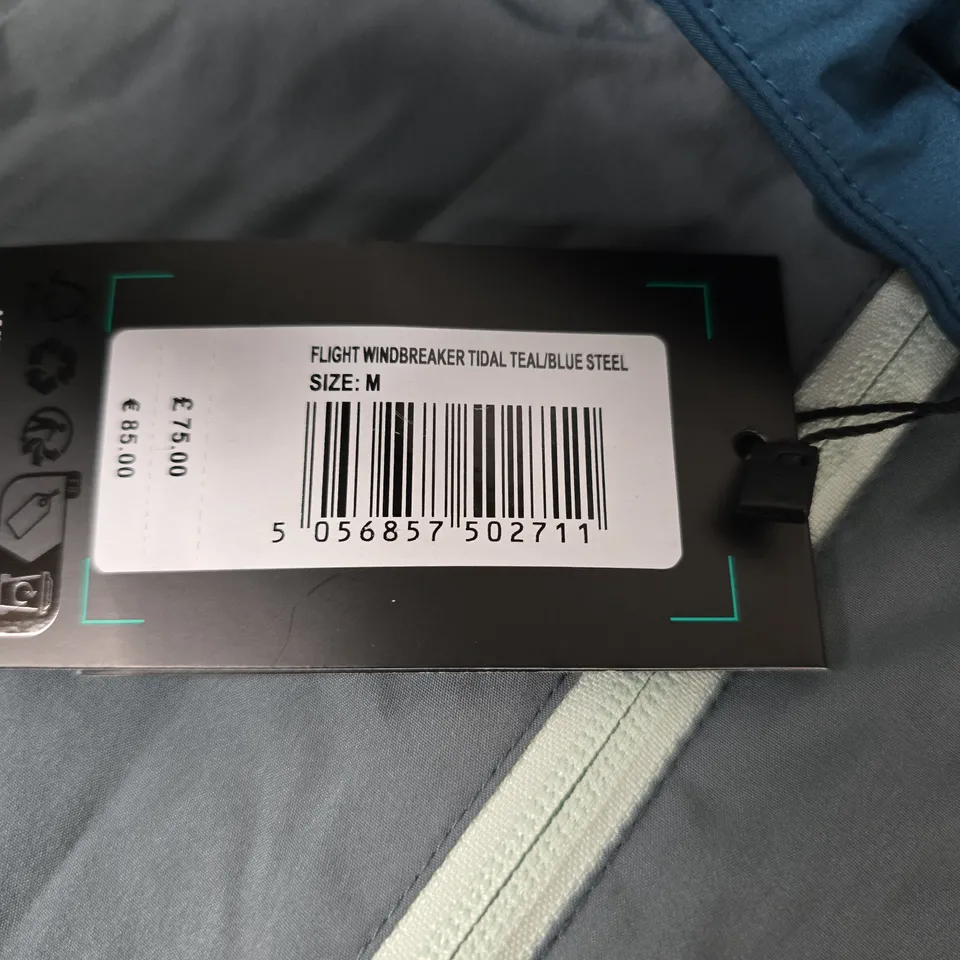 FLIGHT WINDBREAKER TIDAL TEAL/BLUE STEEL
SIZE: M
£ 75.00
€ 85.00
5 056857 502711